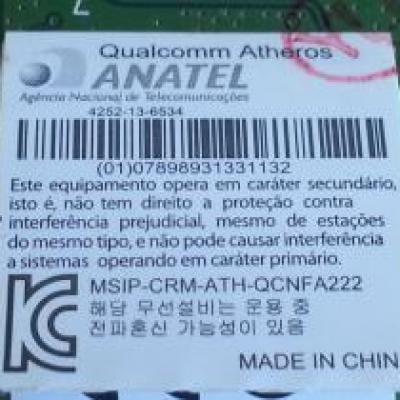 Qualcomm Atheros
ANATEL
Agência Nacional de Telecomunicações
4252-13-6534
(01)07898931331132
Este equipamento opera em caráter secundário,
isto é, não tem direito a proteção contra
interferência prejudicial, mesmo de estações
do mesmo tipo, e não pode causar interferência
a sistemas operando em caráter primário.
MSIP-CRM-ATH-QCNFA222
해당 무선설비는 운용 중
전파혼신 가능성이 있음
MADE IN CHIN